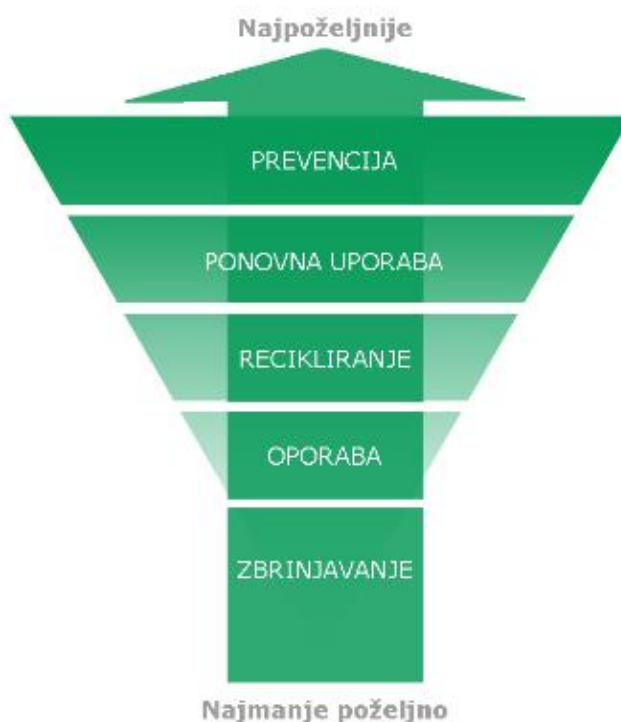 Najpoželjnije
PREVENCIJA
PONOVNA UPORABA
RECIKLIRANJE
OPORABA
ZBRINJAVANJE
Najmanje poželjno